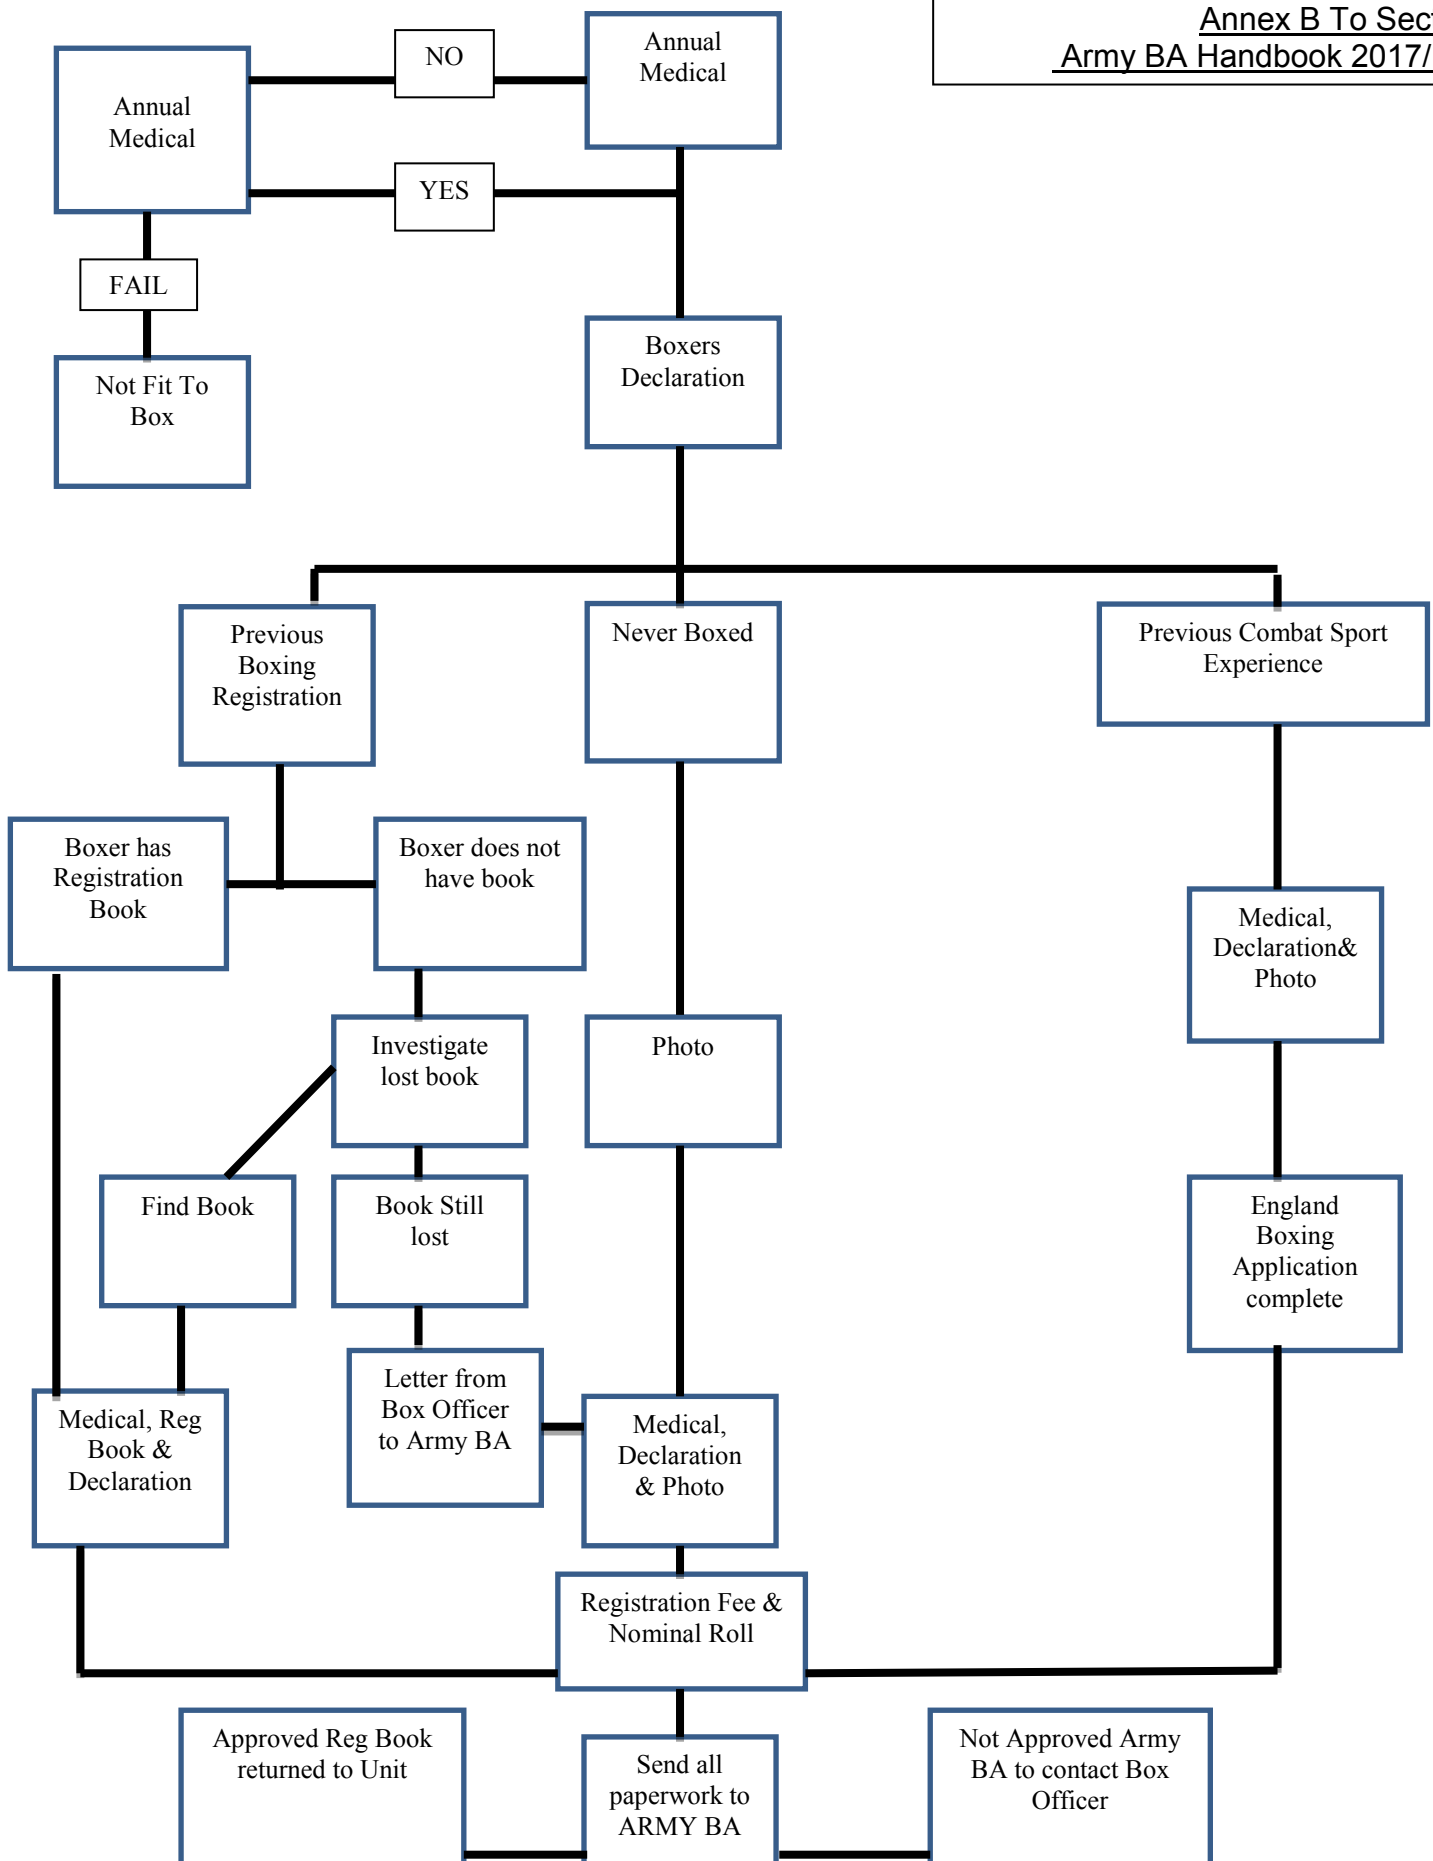 Annex B To Sect
Army BA Handbook 2017/
NO
Annual
Medical
Annual
Medical
YES
FAIL
Boxers
Declaration
Not Fit To
Box
Previous
Boxing
Registration
Never Boxed
Previous Combat Sport
Experience
Boxer has
Registration
Book
Boxer does not
have book
Medical,
Declaration&
Photo
Investigate
lost book
Photo
Find Book
Book Still
lost
England
Boxing
Application
complete
Letter from
Box Officer
to Army BA
Medical, Reg
Book &
Declaration
Medical,
Declaration
& Photo
Registration Fee &
Nominal Roll
Approved Reg Book
returned to Unit
Send all
paperwork to
ARMY BA
Not Approved Army
BA to contact Box
Officer